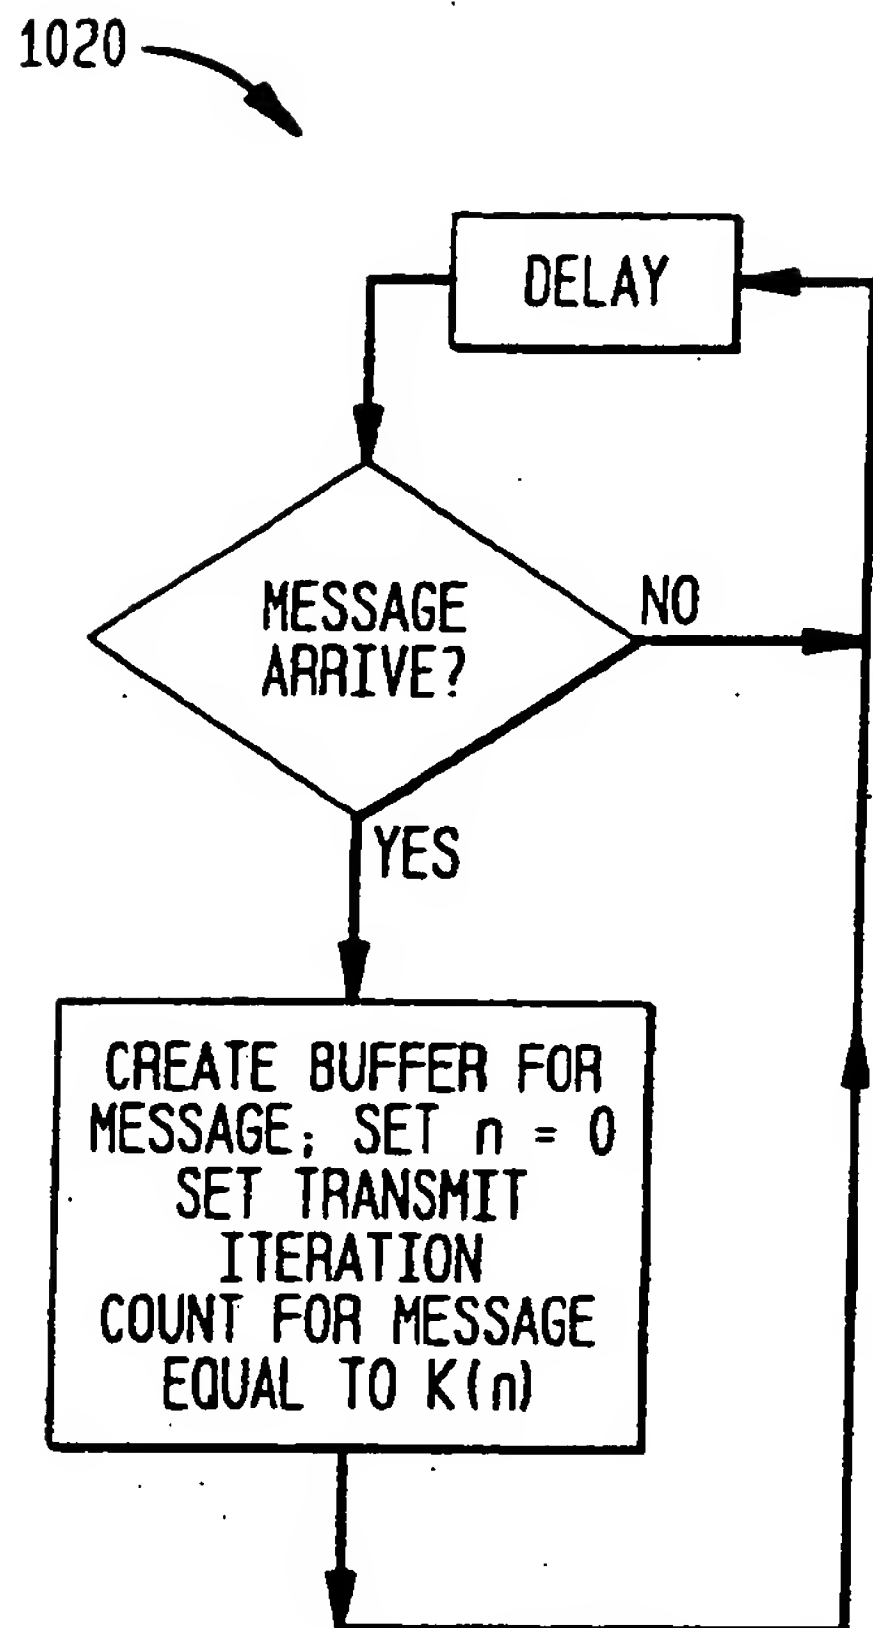 1020
DELAY
MESSAGE
ARRIVE?
NO
YES
CREATE BUFFER FOR
MESSAGE; SET n = 0
SET TRANSMIT
ITERATION
COUNT FOR MESSAGE
EQUAL TO K(n)